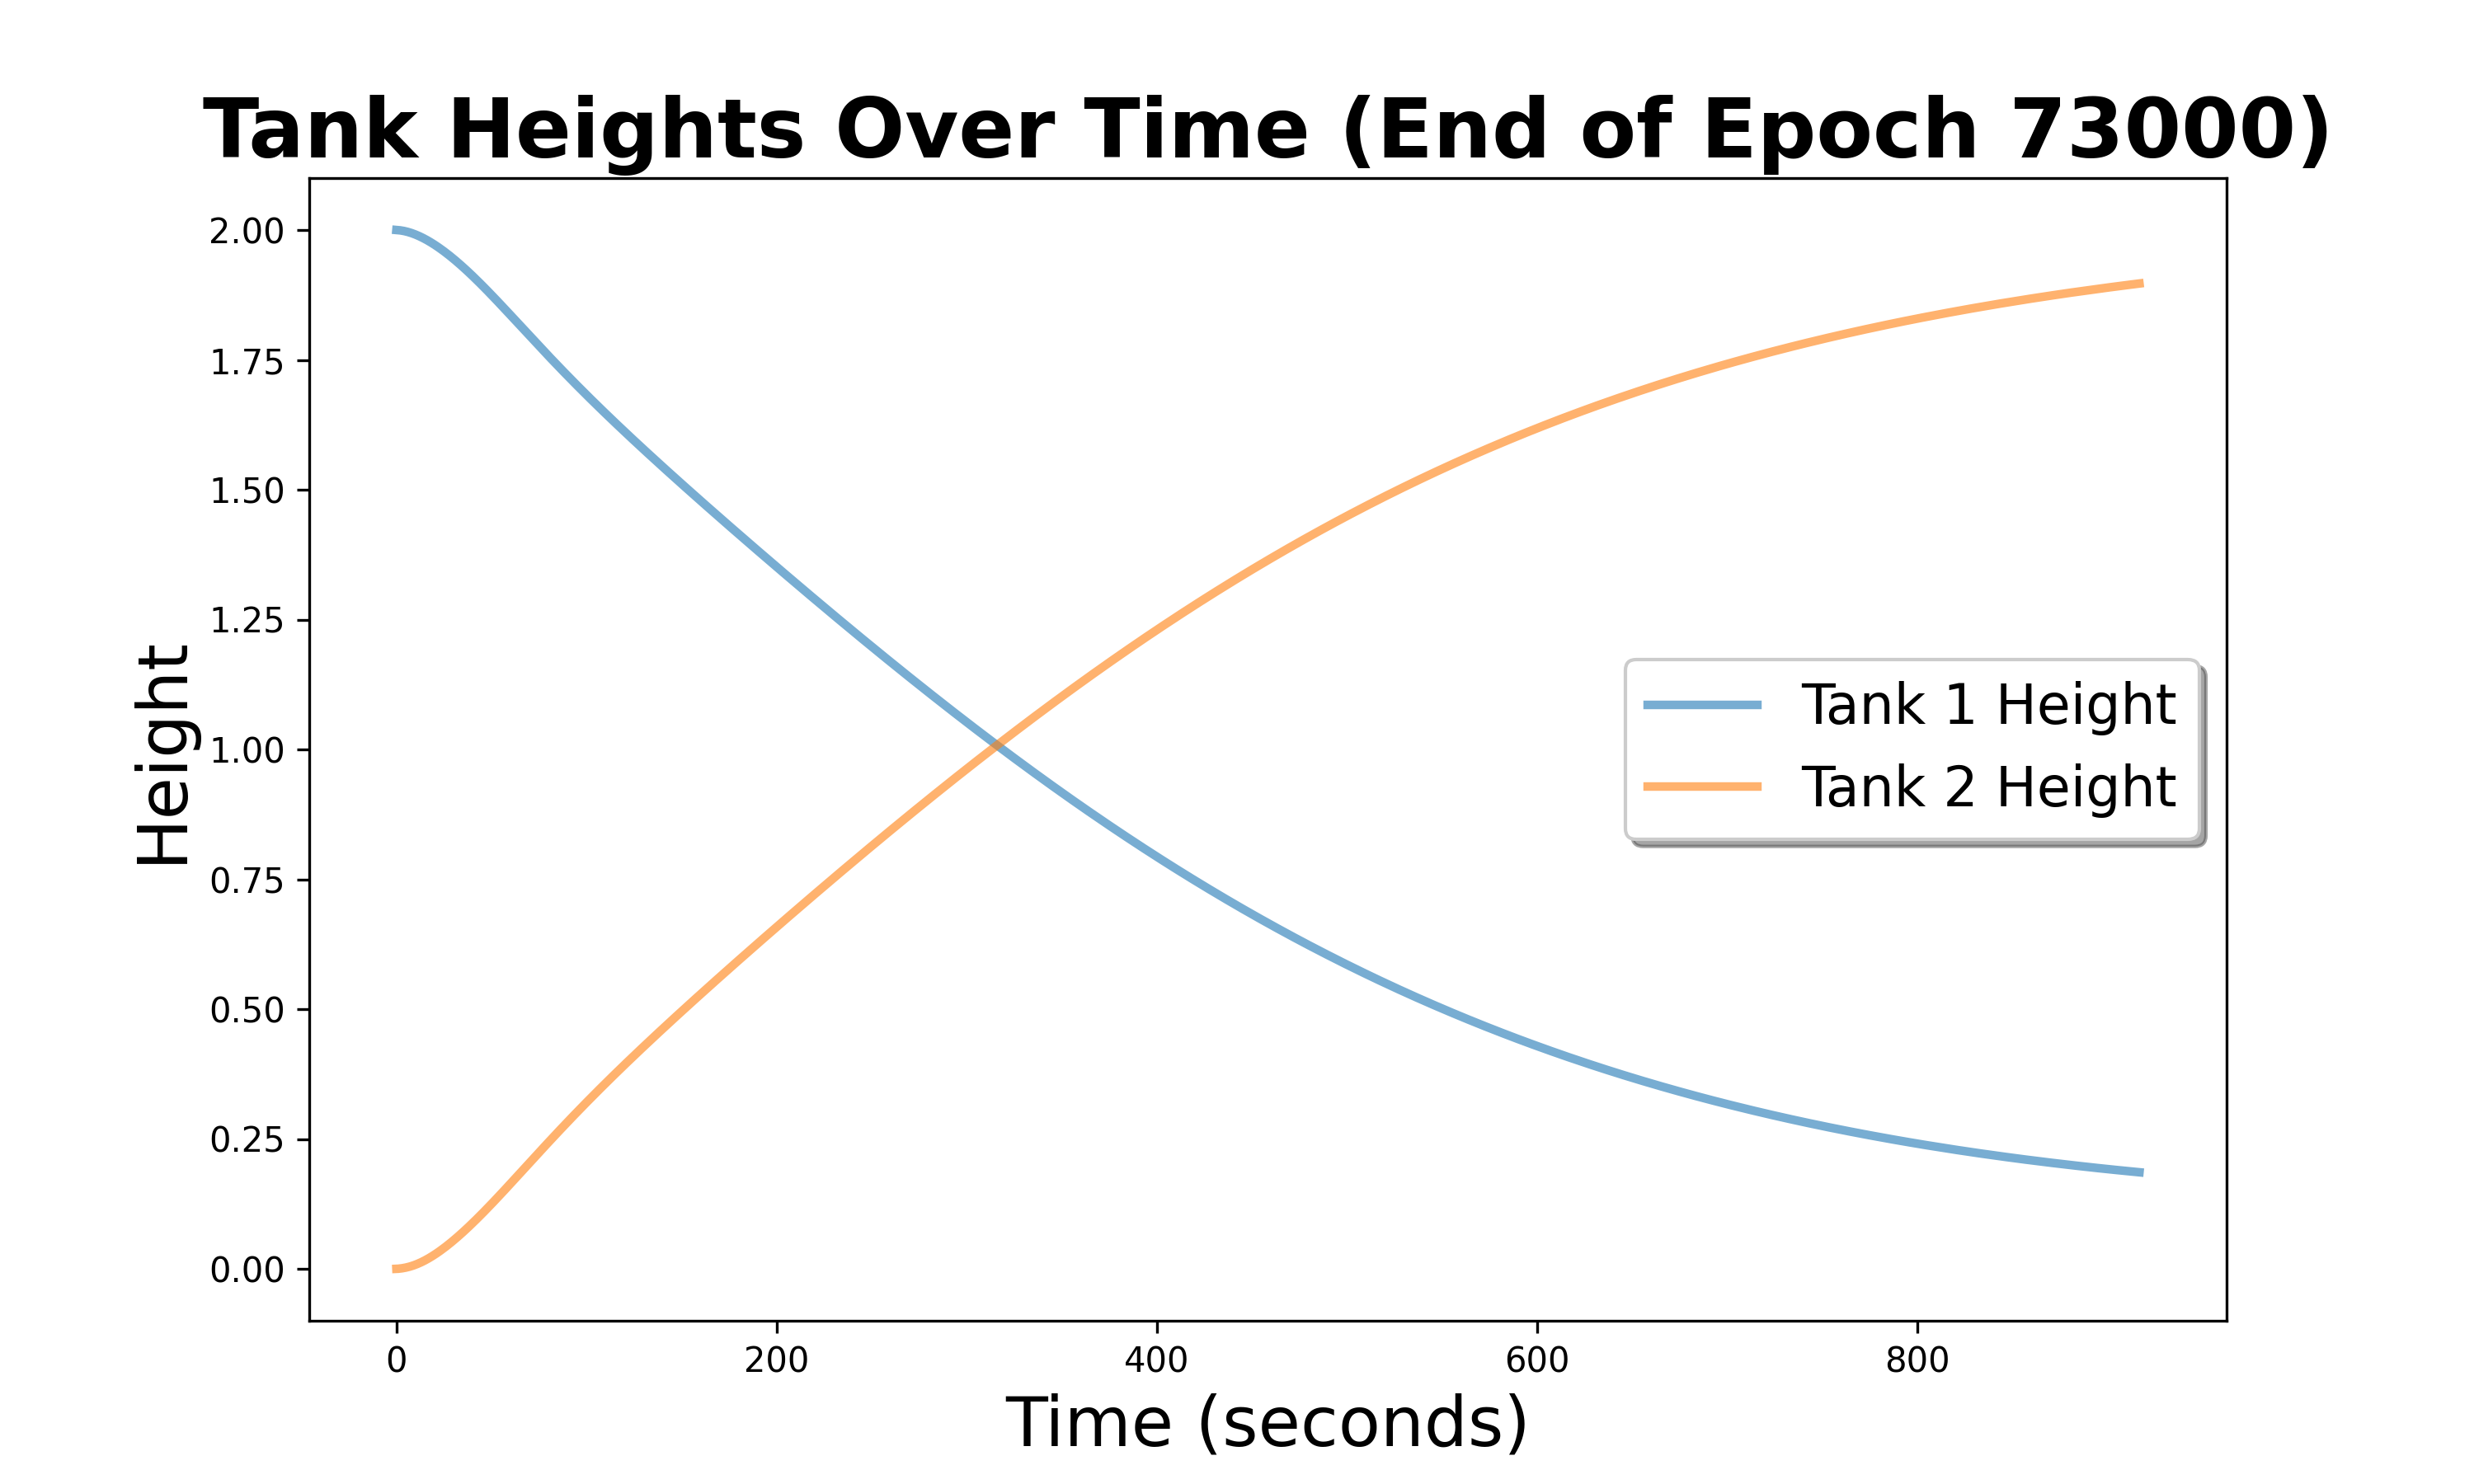 Tank Heights Over Time (End of Epoch 73000)
2.00
1.75
1.50
1.25
1.00
0.75
0.50
0.25
0.00
Height
Tank 1 Height
Tank 2 Height
0 200 400 600 800
Time (seconds)